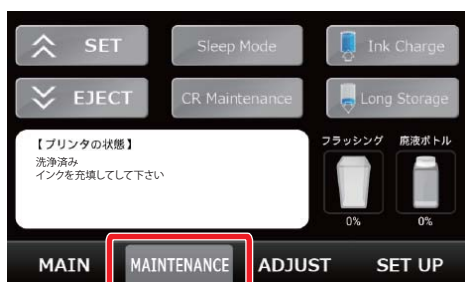 SET
Sleep Mode
Ink Charge
EJECT
CR Maintenance
Long Storage
【プリンタの状態】
洗浄済み
インクを充填してして下さい
フラッシング
廃液ボトル
0%
0%
MAIN
MAINTENANCE
ADJUST
SET UP